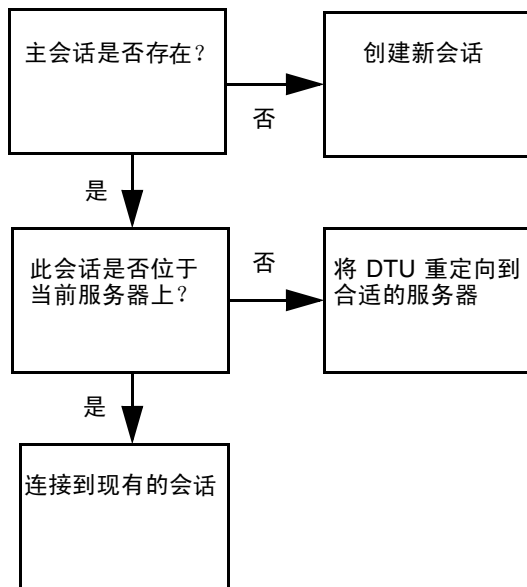 主会话是否存在？
创建新会话
否
是
此会话是否位于
当前服务器上？
否
将 DTU 重定向到
合适的服务器
是
连接到现有的会话